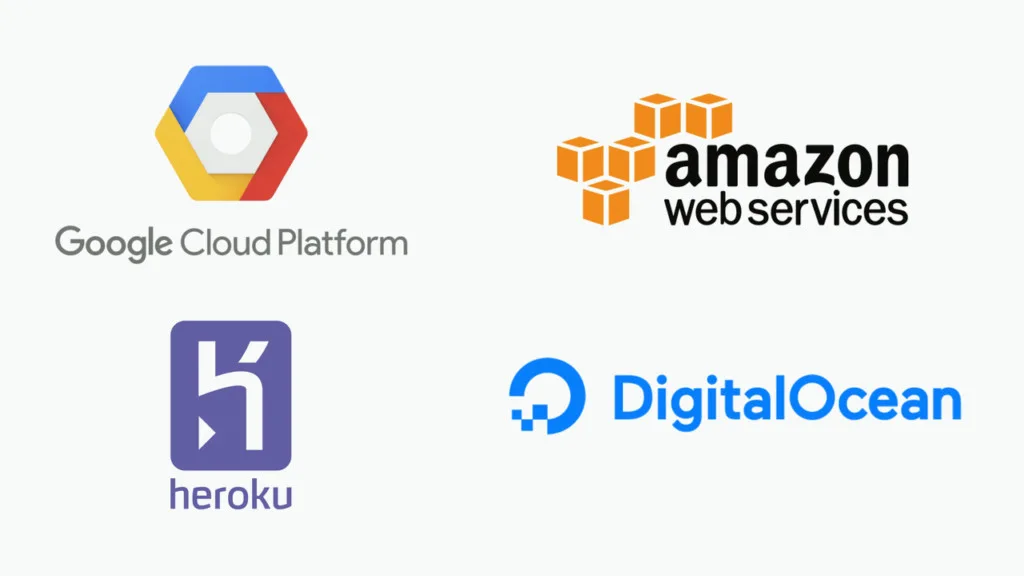 Google Cloud Platform
amazon
web services
heroku
DigitalOcean